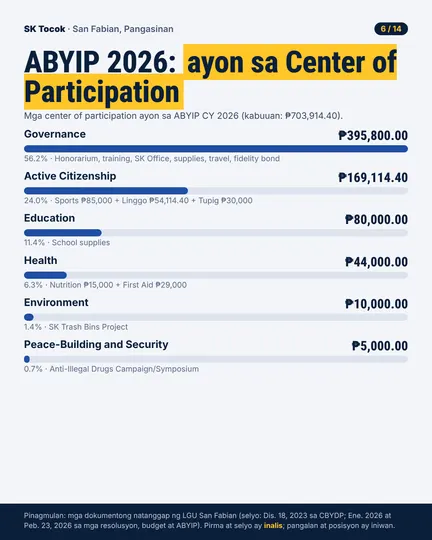 SK Tocok · San Fabian, Pangasinan
6 / 14
ABYIP 2026: ayon sa Center of
Participation
Mga center of participation ayon sa ABYIP CY 2026 (kabuuan: ₱703,914.40).
Governance ₱395,800.00
56.2% · Honorarium, training, SK Office, supplies, travel, fidelity bond
Active Citizenship ₱169,114.40
24.0% · Sports ₱85,000 + Linggo ₱54,114.40 + Tupig ₱30,000
Education ₱80,000.00
11.4% · School supplies
Health ₱44,000.00
6.3% · Nutrition ₱15,000 + First Aid ₱29,000
Environment ₱10,000.00
1.4% · SK Trash Bins Project
Peace-Building and Security ₱5,000.00
0.7% · Anti-Illegal Drugs Campaign/Symposium
Pinagmulan: mga dokumentong natanggap ng LGU San Fabian (selyo: Dis. 18, 2023 sa CBYDP; Ene. 2026 at
Peb. 23, 2026 sa mga resolusyon, budget at ABYIP). Pirma at selyo ay inalis; pangalan at posisyon ay iniwan.